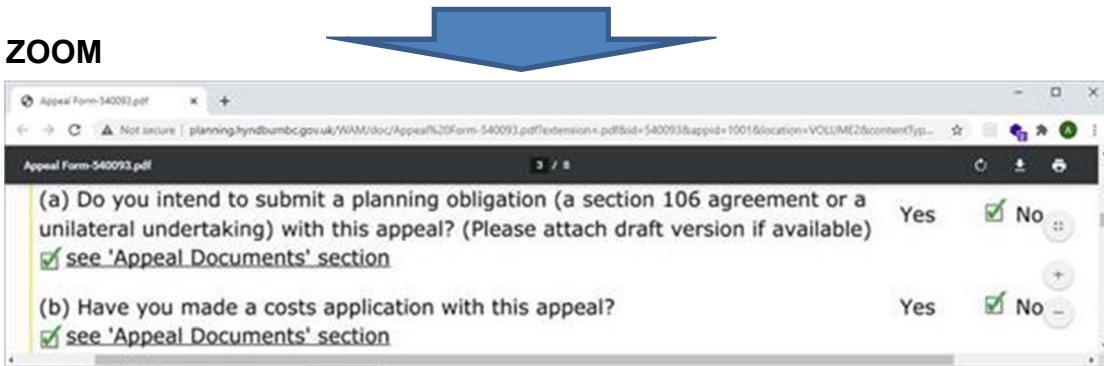 ZOOM
Appeal Form-540093.pdf
Not secure | planning.hyndburnbc.gov.uk/WAM/doc/Appeal%20Form-540093.pdf?extension=.pdf&id=540093&appid=1001&location=VOLUME2&contentTyp...
Appeal Form-540093.pdf 3 / 8
(a) Do you intend to submit a planning obligation (a section 106 agreement or a Yes No
unilateral undertaking) with this appeal? (Please attach draft version if available)
see 'Appeal Documents' section
(b) Have you made a costs application with this appeal? Yes No
see 'Appeal Documents' section